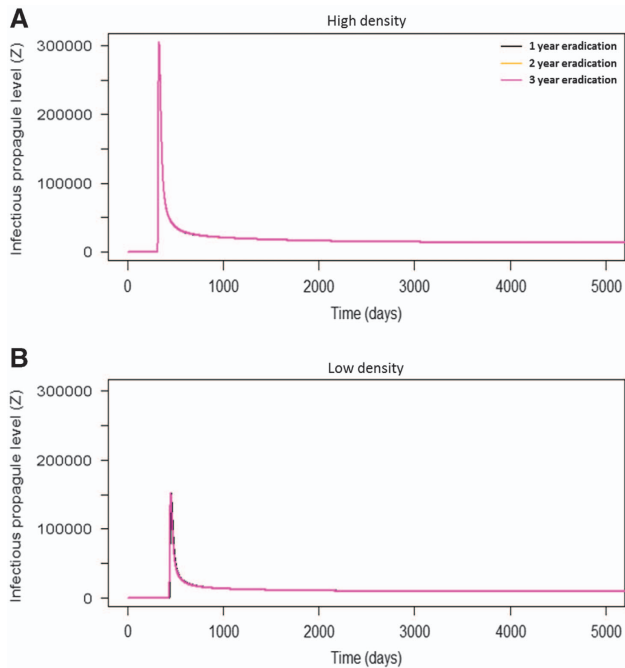 A
High density
Infectious propagule level (Z)
300000
200000
100000
0
1 year eradication
2 year eradication
3 year eradication
0 1000 2000 3000 4000 5000
Time (days)
B
Low density
Infectious propagule level (Z)
300000
200000
100000
0
0 1000 2000 3000 4000 5000
Time (days)